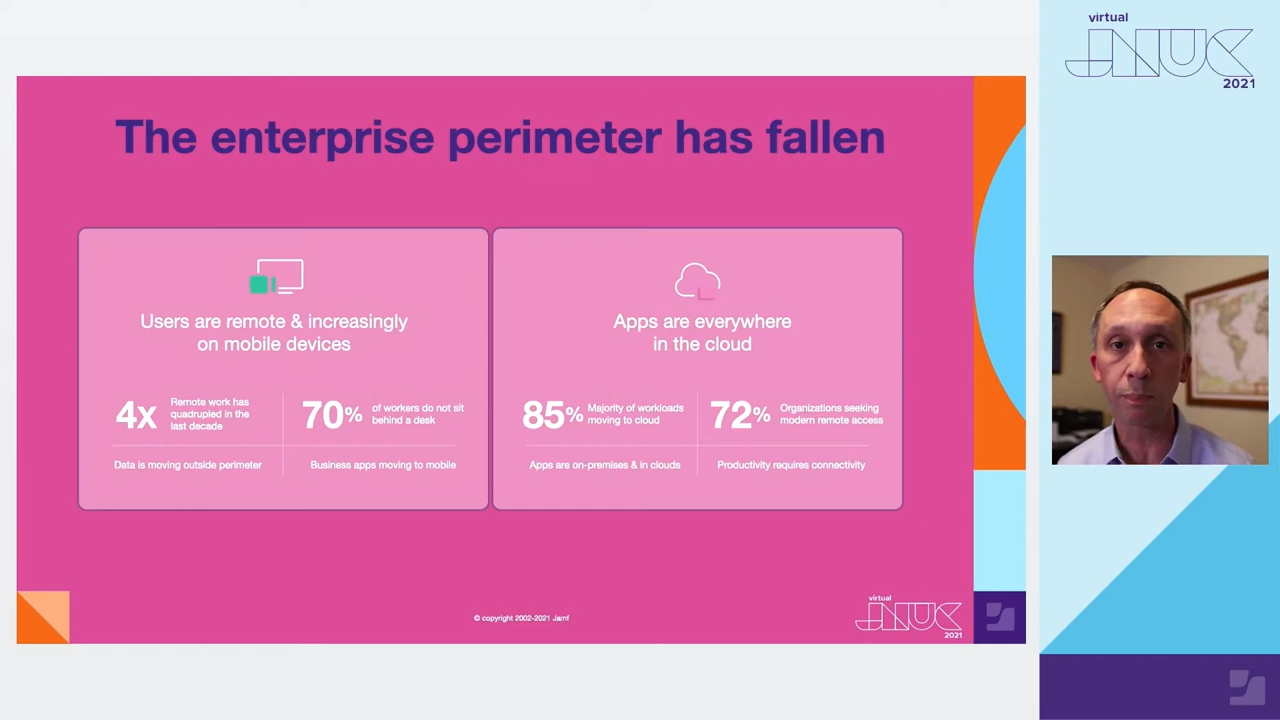 virtual
JNUC
2021
The enterprise perimeter has fallen
Users are remote & increasingly
on mobile devices
4x
Remote work has
quadrupled in the
last decade
70%
of workers do not sit
behind a desk
Data is moving outside perimeter
Business apps moving to mobile
Apps are everywhere
in the cloud
85%
Majority of workloads
moving to cloud
72%
Organizations seeking
modern remote access
Apps are on-premises & in clouds
Productivity requires connectivity
© copyright 2002-2021 Jamf
virtual
JNUC
2021